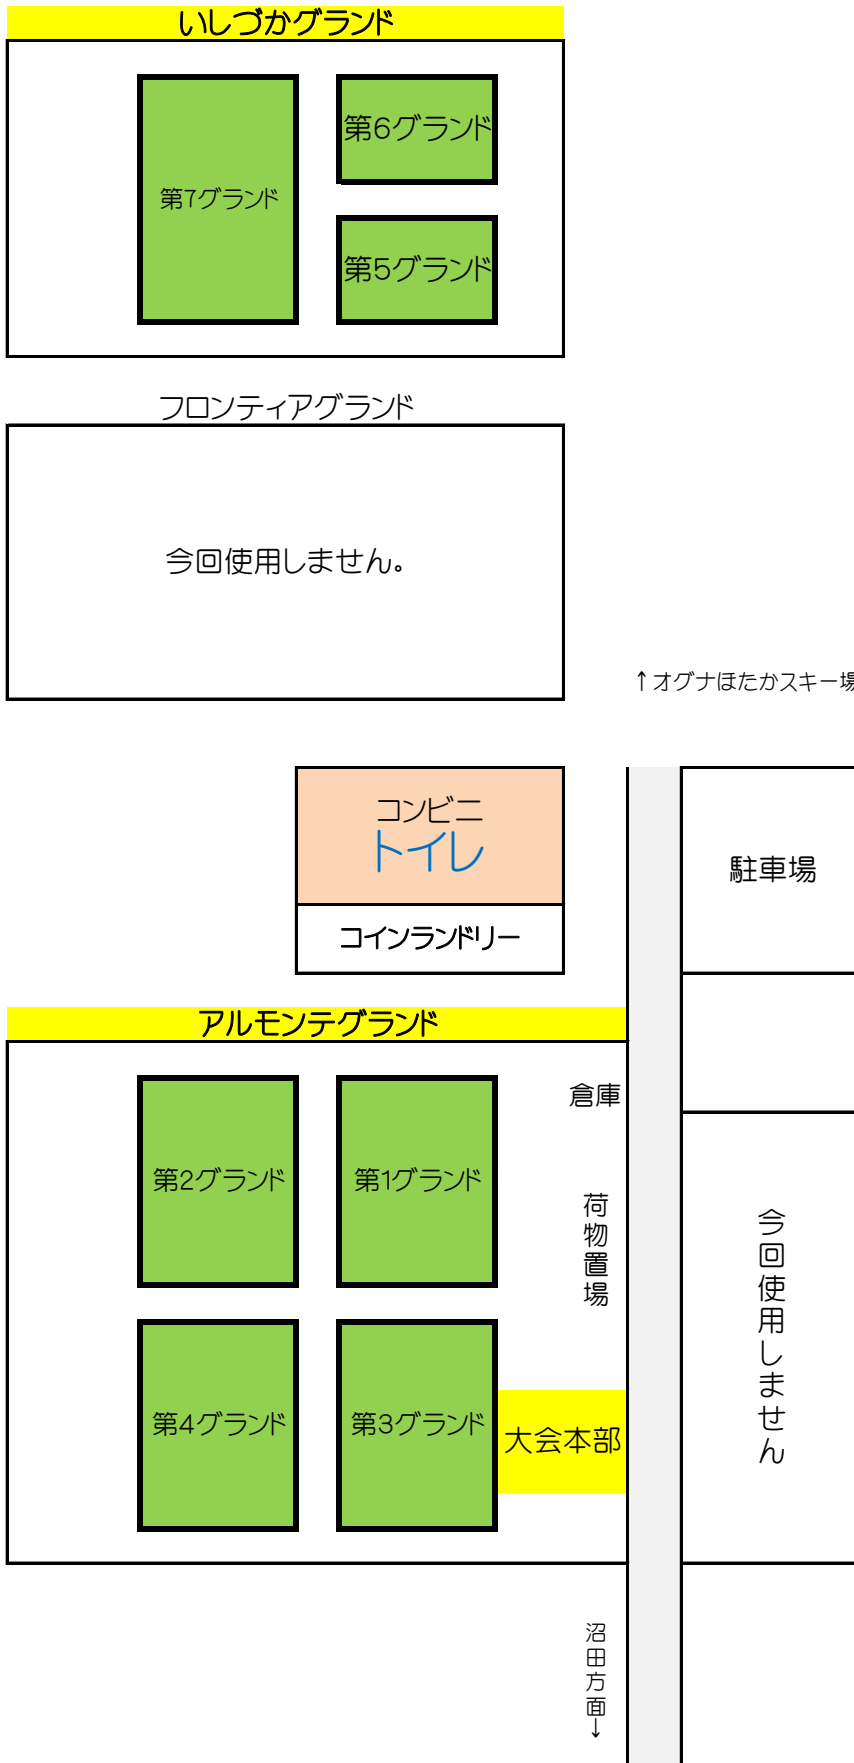 いしづかグランド
第6グランド
第7グランド
第5グランド
フロンティアグランド
今回使用しません。
↑オグナほたかスキー場
コンビニ
トイレ
駐車場
コインランドリー
アルモンテグランド
倉庫
第2グランド
第1グランド
荷物置場
今回使用しません
第4グランド
第3グランド
大会本部
沼田方面→